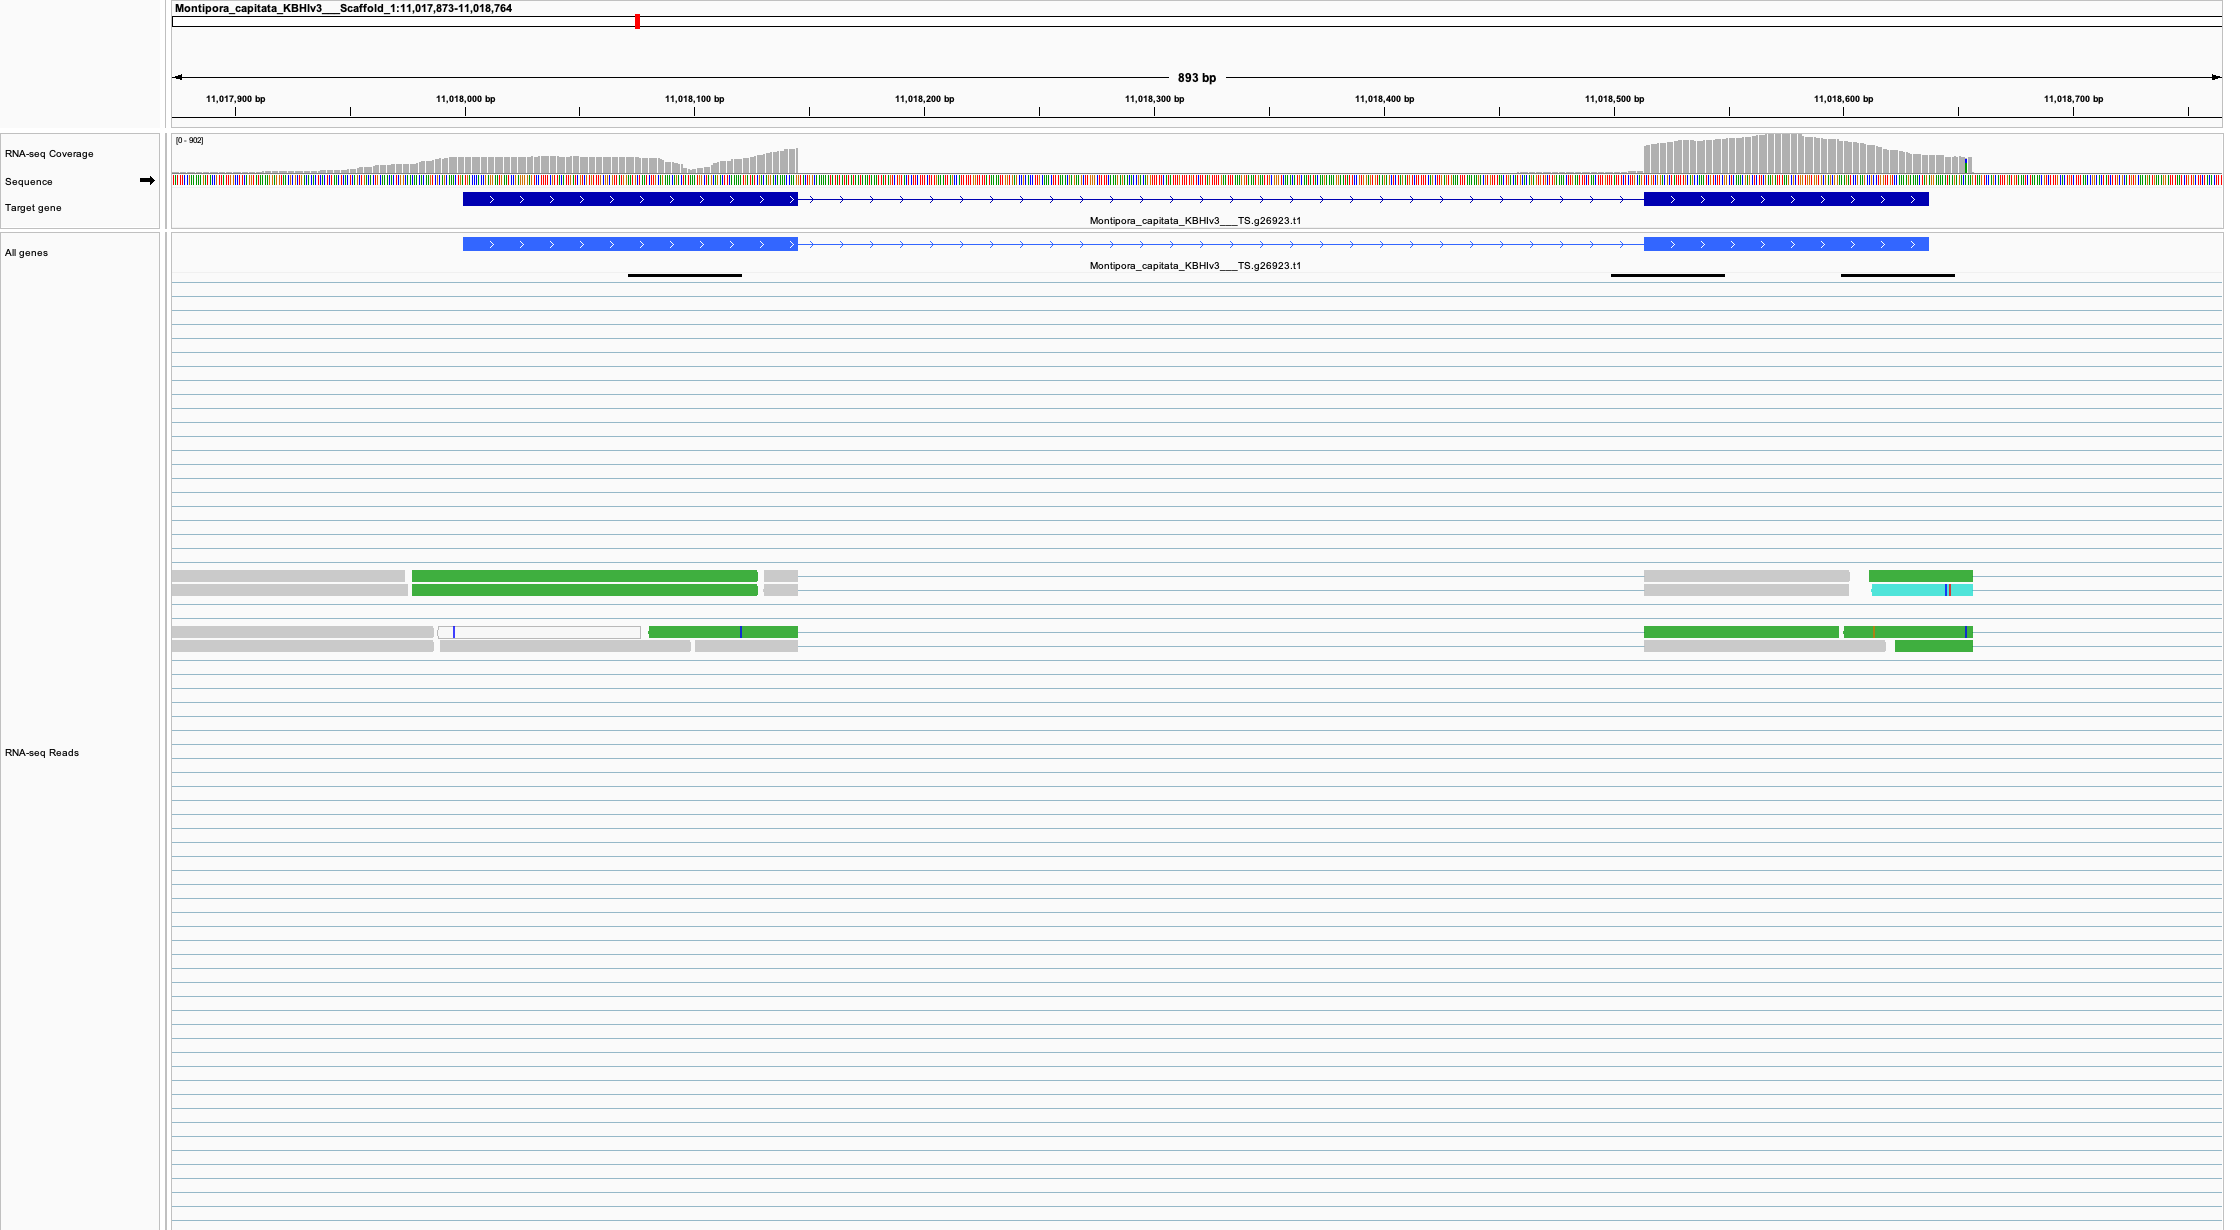 Montipora_capitata_KBHIv3___Scaffold_1:11,017,873-11,018,764
893 bp
11,017,900 bp 11,018,000 bp 11,018,100 bp 11,018,200 bp 11,018,300 bp 11,018,400 bp 11,018,500 bp 11,018,600 bp 11,018,700 bp
[0 - 902]
RNA-seq Coverage
Sequence
Target gene
Montipora_capitata_KBHIv3___TS.g26923.t1
All genes
Montipora_capitata_KBHIv3___TS.g26923.t1
RNA-seq Reads